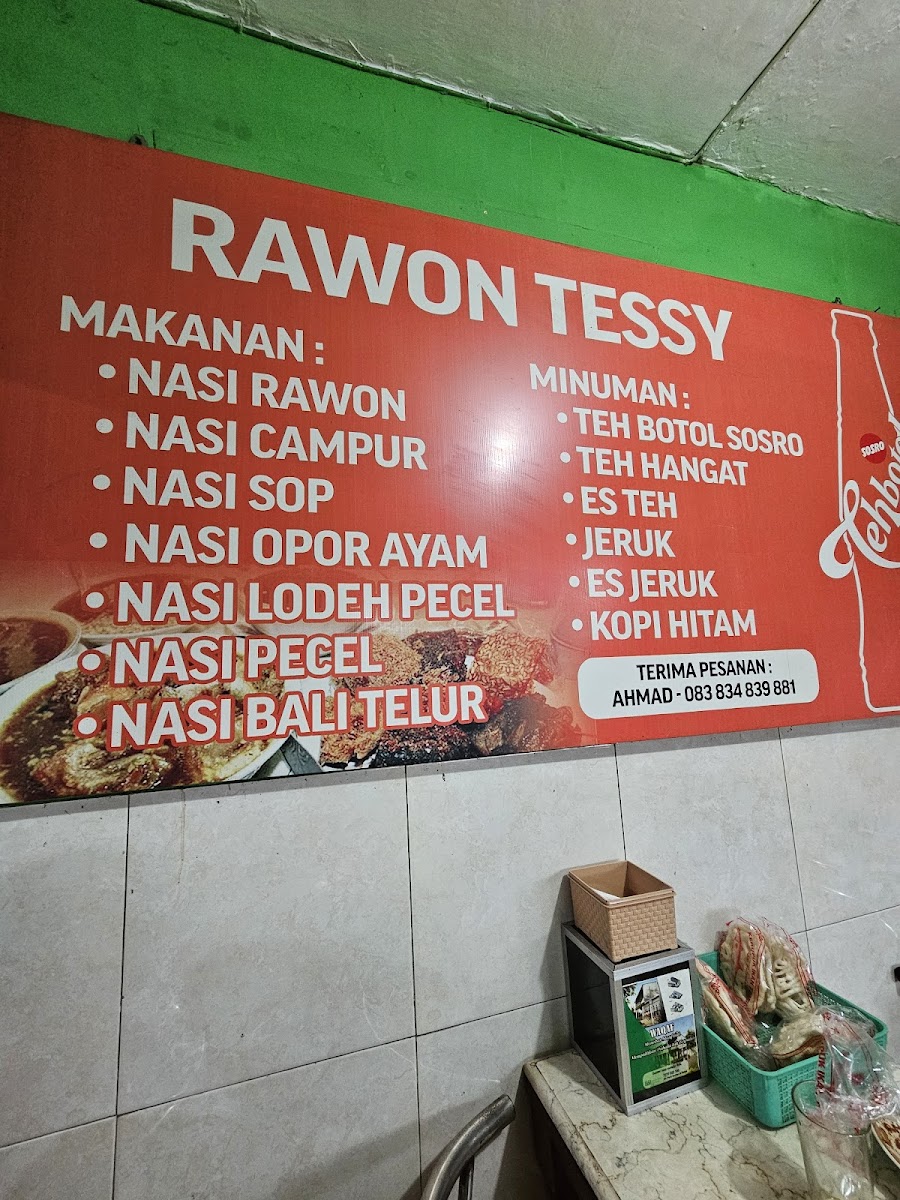 RAWON TESSY
MAKANAN :
• NASI RAWON
• NASI CAMPUR
• NASI SOP
• NASI OPOR AYAM
• NASI LODEH PECEL
• NASI PECEL
• NASI BALI TELUR
MINUMAN :
• TEH BOTOL SOSRO
• TEH HANGAT
• ES TEH
• JERUK
• ES JERUK
• KOPI HITAM
TERIMA PESANAN :
AHMAD - 083 834 839 881
SOSRO
WAQAF